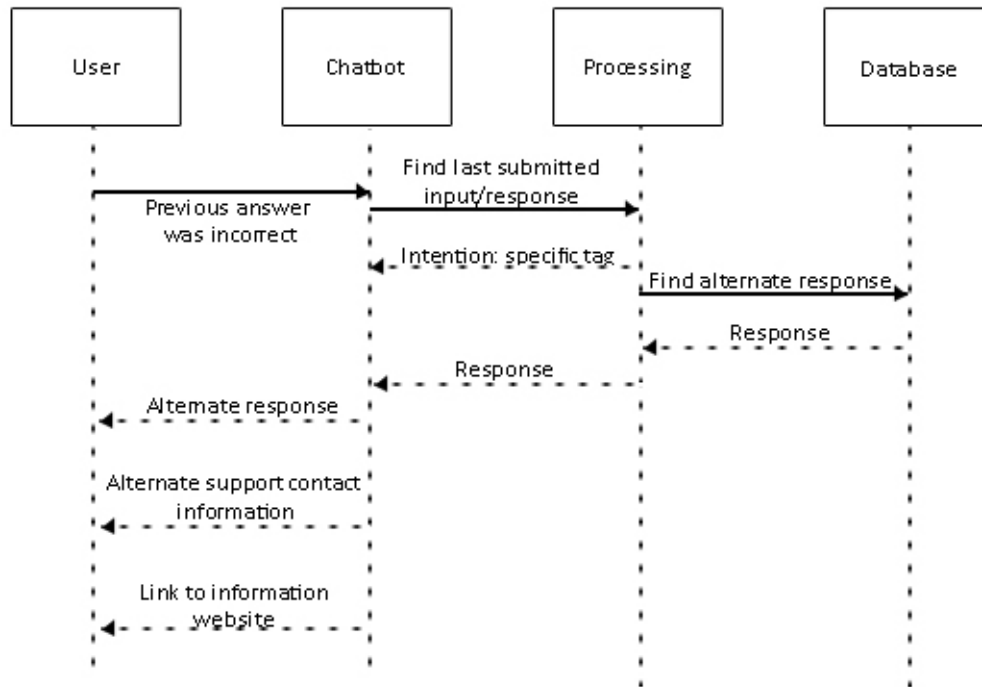 User
Chatbot
Processing
Database
Find last submitted
input/response
Previous answer
was incorrect
Intention: specific tag
Find alternate response
Response
Response
Alternate response
Alternate support contact
information
Link to information
website